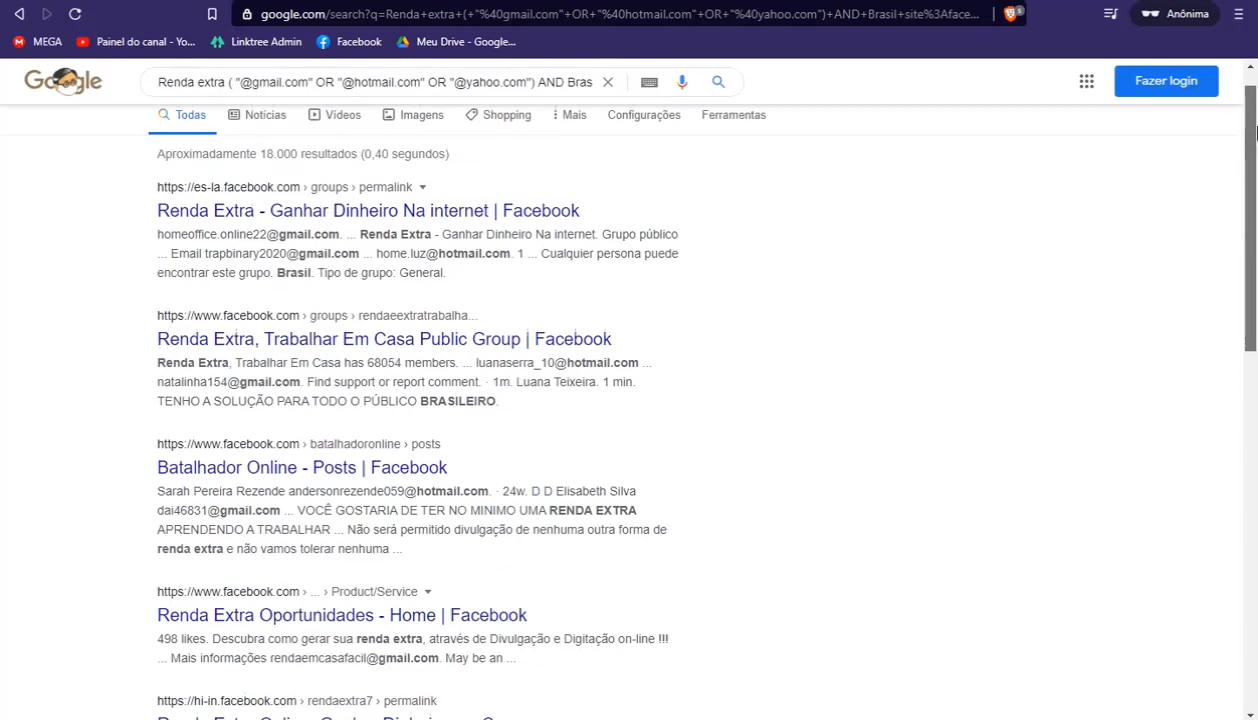 google.com/search?q=Renda+extra+(+"%40gmail.com"+OR+"%40hotmail.com"+OR+"%40yahoo.com")+AND+Brasil+site%3Aface...
5
Anônima
MEGA
Painel do canal - Yo...
Linktree Admin
Facebook
Meu Drive - Google...
Google
Renda extra ( "@gmail.com" OR "@hotmail.com" OR "@yahoo.com") AND Bras
Fazer login
Todas
Notícias
Vídeos
Imagens
Shopping
Mais
Configurações
Ferramentas
Aproximadamente 18.000 resultados (0,40 segundos)
https://es-la.facebook.com › groups › permalink
Renda Extra - Ganhar Dinheiro Na internet | Facebook
homeoffice.online22@gmail.com. ... Renda Extra - Ganhar Dinheiro Na internet. Grupo público
... Email trapbinary2020@gmail.com ... home.luz@hotmail.com. 1 ... Cualquier persona puede
encontrar este grupo. Brasil. Tipo de grupo: General.
https://www.facebook.com › groups › rendaeextratrabalha...
Renda Extra, Trabalhar Em Casa Public Group | Facebook
Renda Extra, Trabalhar Em Casa has 68054 members. ... luanaserra_10@hotmail.com ...
natalinha154@gmail.com. Find support or report comment. · 1m. Luana Teixeira. 1 min.
TENHO A SOLUÇÃO PARA TODO O PÚBLICO BRASILEIRO.
https://www.facebook.com › batalhadoronline › posts
Batalhador Online - Posts | Facebook
Sarah Pereira Rezende andersonrezende059@hotmail.com. · 24w. D D Elisabeth Silva
dai46831@gmail.com ... VOCÊ GOSTARIA DE TER NO MINIMO UMA RENDA EXTRA
APRENDENDO A TRABALHAR ... Não será permitido divulgação de nenhuma outra forma de
renda extra e não vamos tolerar nenhuma ...
https://www.facebook.com › ... › Product/Service
Renda Extra Oportunidades - Home | Facebook
498 likes. Descubra como gerar sua renda extra, através de Divulgação e Digitação on-line !!!
... Mais informações rendaemcasafacil@gmail.com. May be an ...
https://hi-in.facebook.com › rendaextra7 › permalink